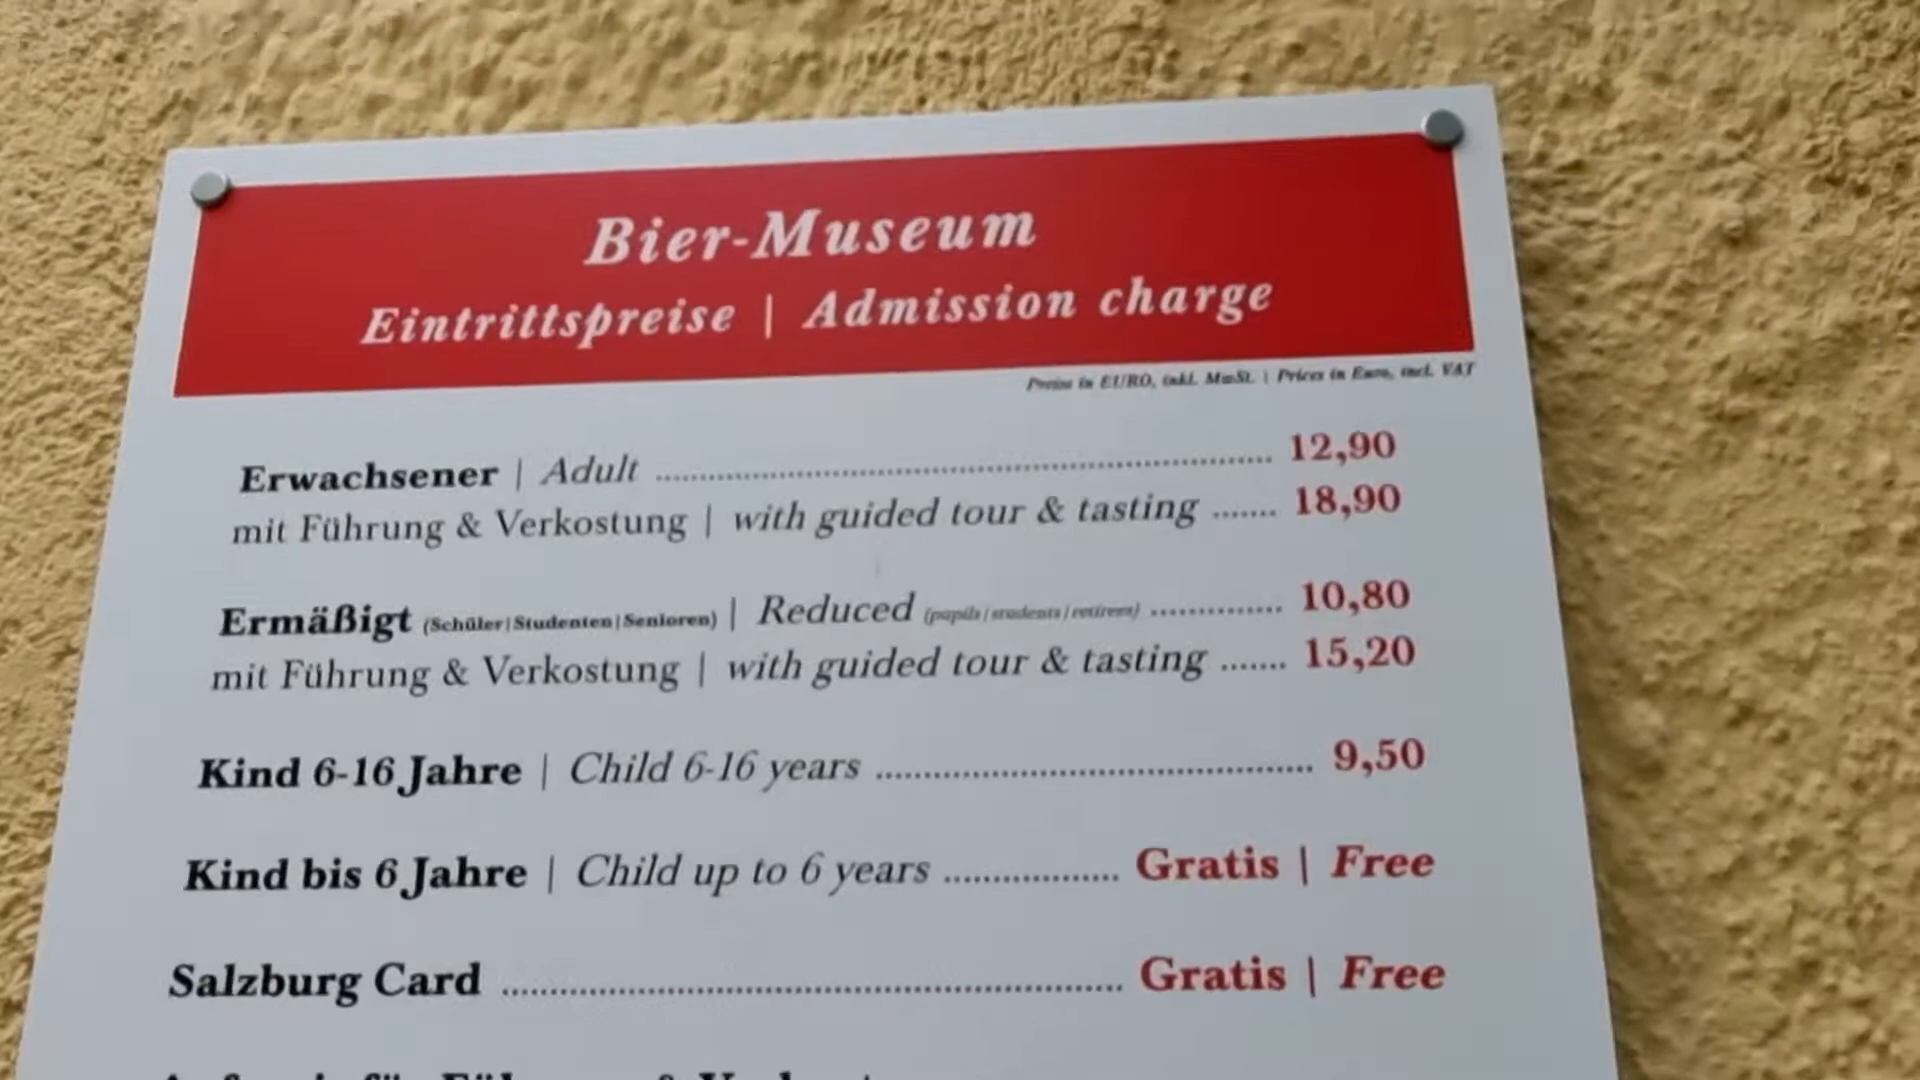 Bier-Museum
Eintrittspreise | Admission charge
Preise in EURO, inkl. MwSt. | Prices in Euro, incl. VAT
Erwachsener | Adult ........ 12,90
mit Führung & Verkostung | with guided tour & tasting ....... 18,90
Ermäßigt (Schüler|Studenten|Senioren) | Reduced (pupils|students|retirees) ............. 10,80
mit Führung & Verkostung | with guided tour & tasting ....... 15,20
Kind 6-16 Jahre | Child 6-16 years ........ 9,50
Kind bis 6 Jahre | Child up to 6 years ........ Gratis | Free
Salzburg Card ........ Gratis | Free